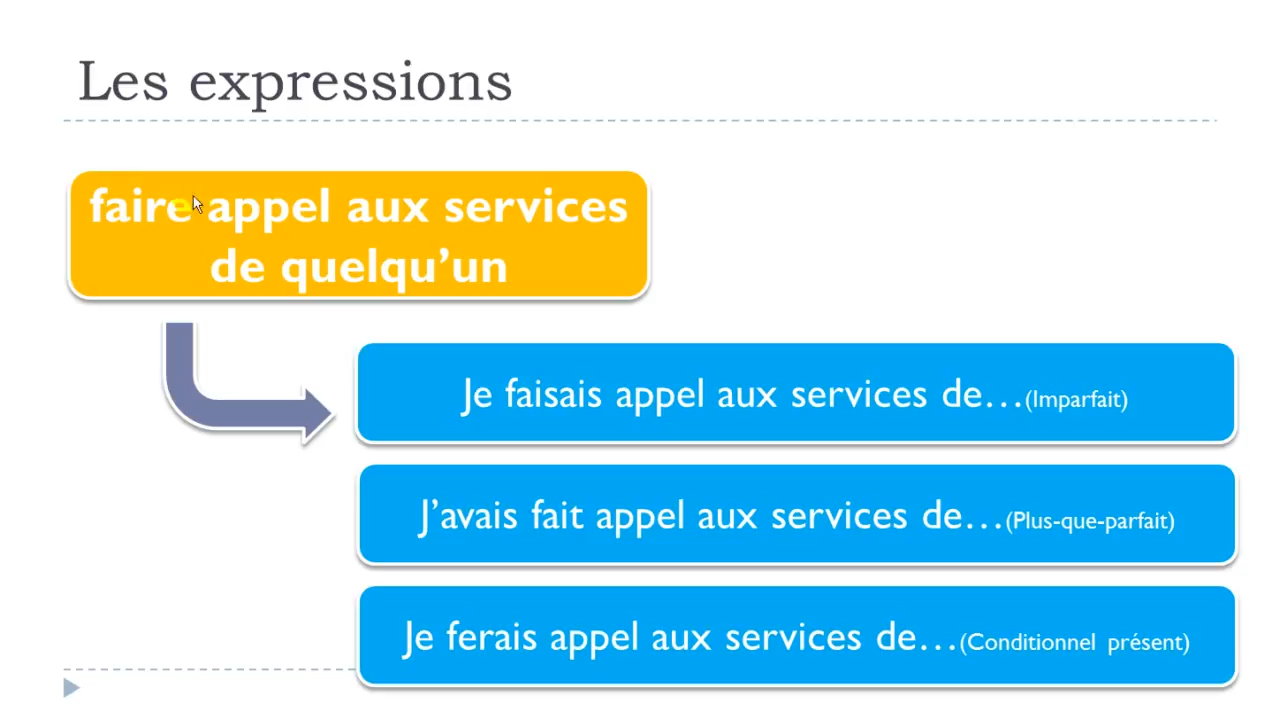 Les expressions
faire appel aux services
de quelqu’un
Je faisais appel aux services de…(Imparfait)
J’avais fait appel aux services de…(Plus-que-parfait)
Je ferais appel aux services de…(Conditionnel présent)